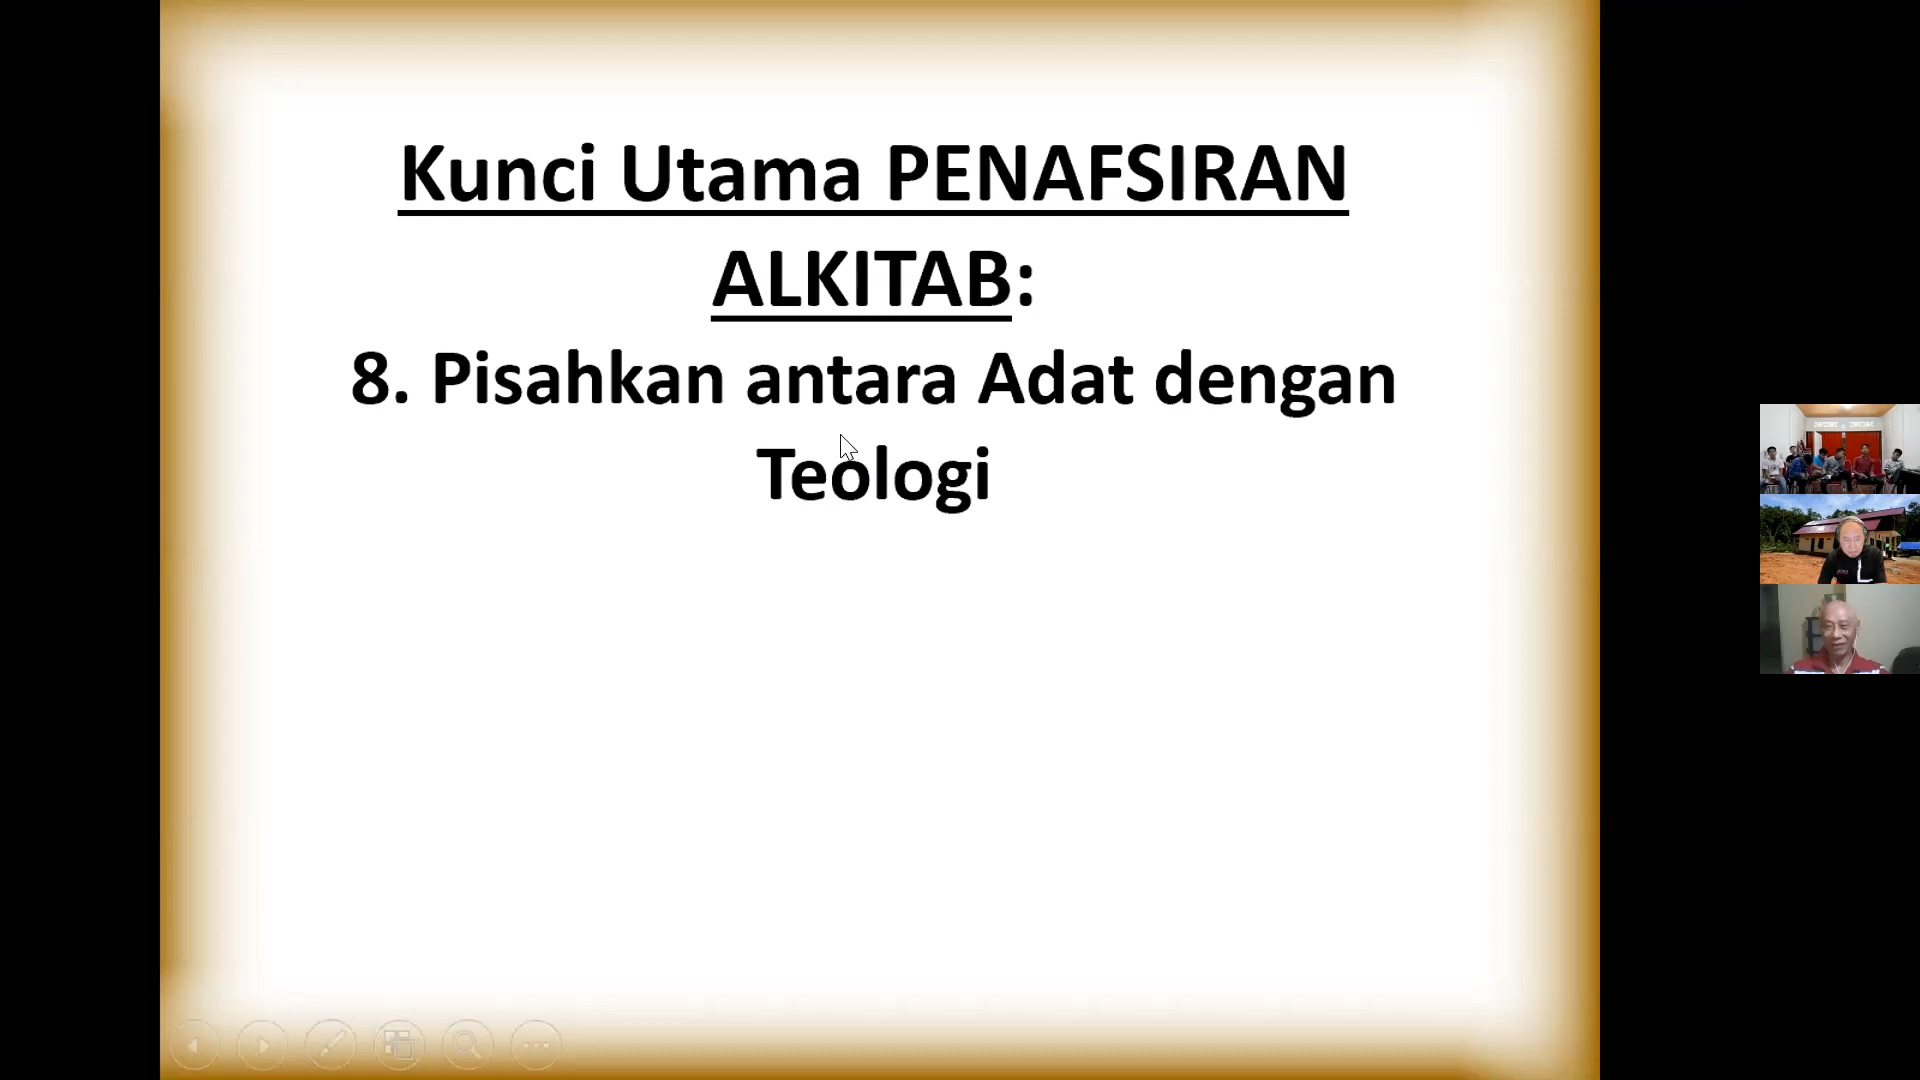 Kunci Utama PENAFSIRAN
ALKITAB:
8. Pisahkan antara Adat dengan
Teologi